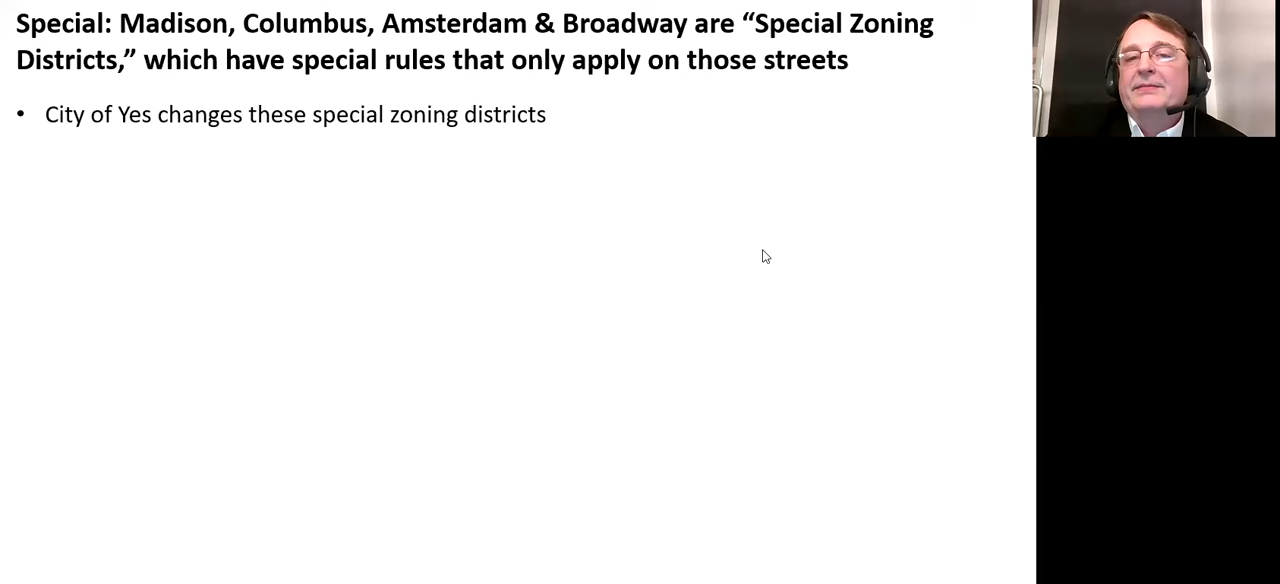 Special: Madison, Columbus, Amsterdam & Broadway are “Special Zoning
Districts,” which have special rules that only apply on those streets
• City of Yes changes these special zoning districts